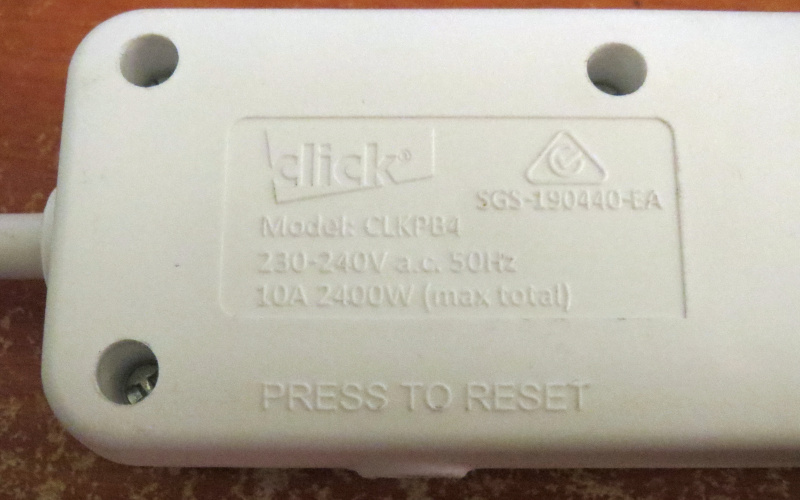 click®
SGS-190440-EA
Model: CLKPB4
230-240V a.c. 50Hz
10A 2400W (max total)
PRESS TO RESET